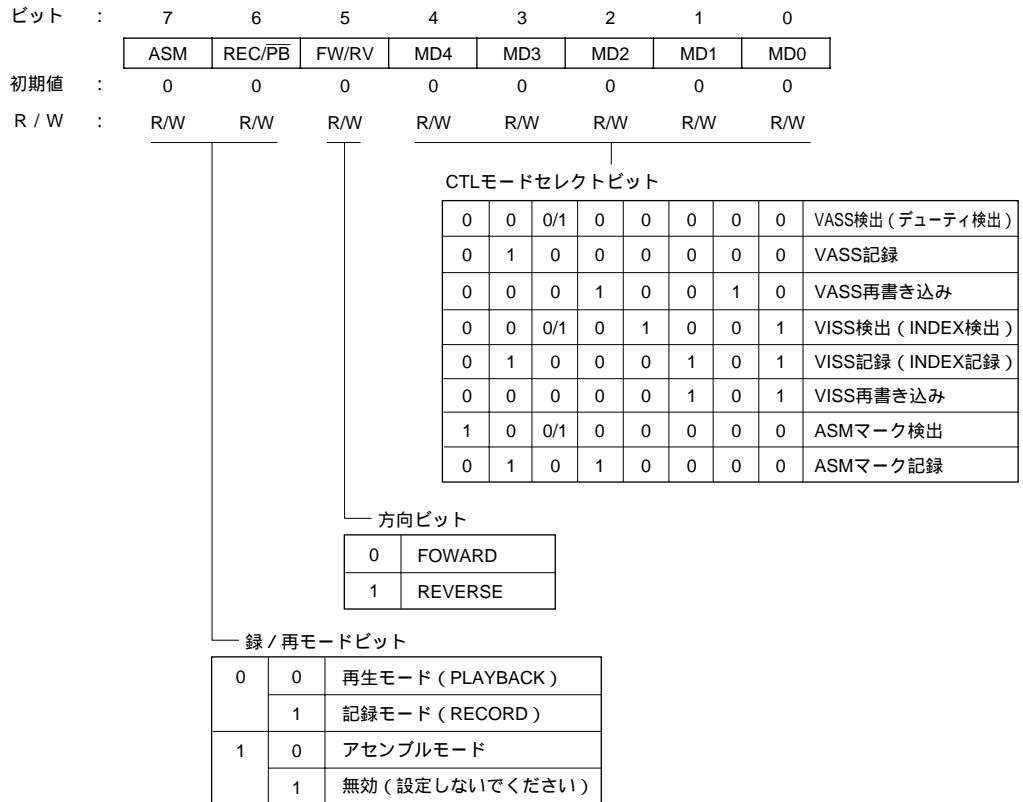 ビット : 7 6 5 4 3 2 1 0
ASM REC/P̅B̅ FW/RV MD4 MD3 MD2 MD1 MD0
初期値 : 0 0 0 0 0 0 0 0
R / W : R/W R/W R/W R/W R/W R/W R/W R/W
CTLモードセレクトビット
0 0 0/1 0 0 0 0 0 VASS検出（デューティ検出）
0 1 0 0 0 0 0 0 VASS記録
0 0 0 1 0 0 1 0 VASS再書き込み
0 0 0/1 0 1 0 0 1 VISS検出（INDEX検出）
0 1 0 0 0 1 0 1 VISS記録（INDEX記録）
0 0 0 0 0 1 0 1 VISS再書き込み
1 0 0/1 0 0 0 0 0 ASMマーク検出
0 1 0 1 0 0 0 0 ASMマーク記録
方向ビット
0 FOWARD
1 REVERSE
録 / 再モードビット
0 0 再生モード（PLAYBACK）
1 記録モード（RECORD）
1 0 アセンブルモード
1 無効（設定しないでください）